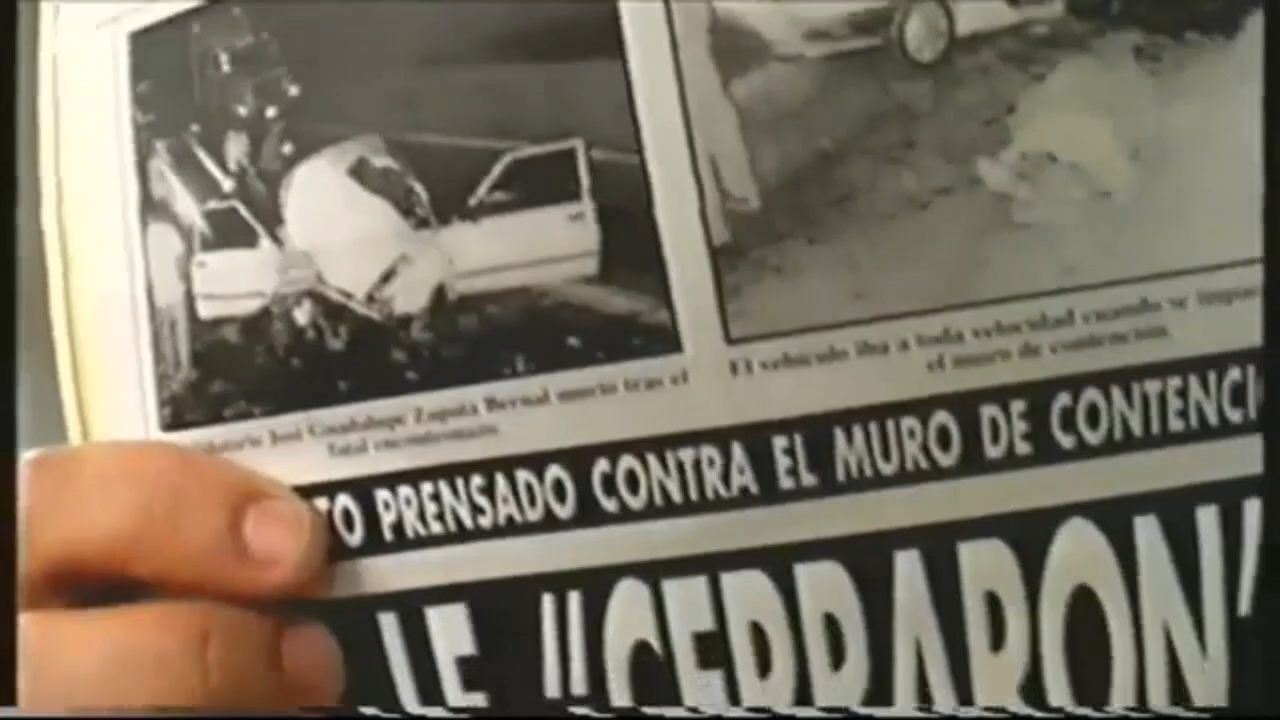 José Guadalupe Zapata Bernal murió tras el
fatal encontronazo
El vehículo iba a toda velocidad cuando se
el muro de contención
TO PRENSADO CONTRA EL MURO DE CONTENCI
LE "CERRARON"